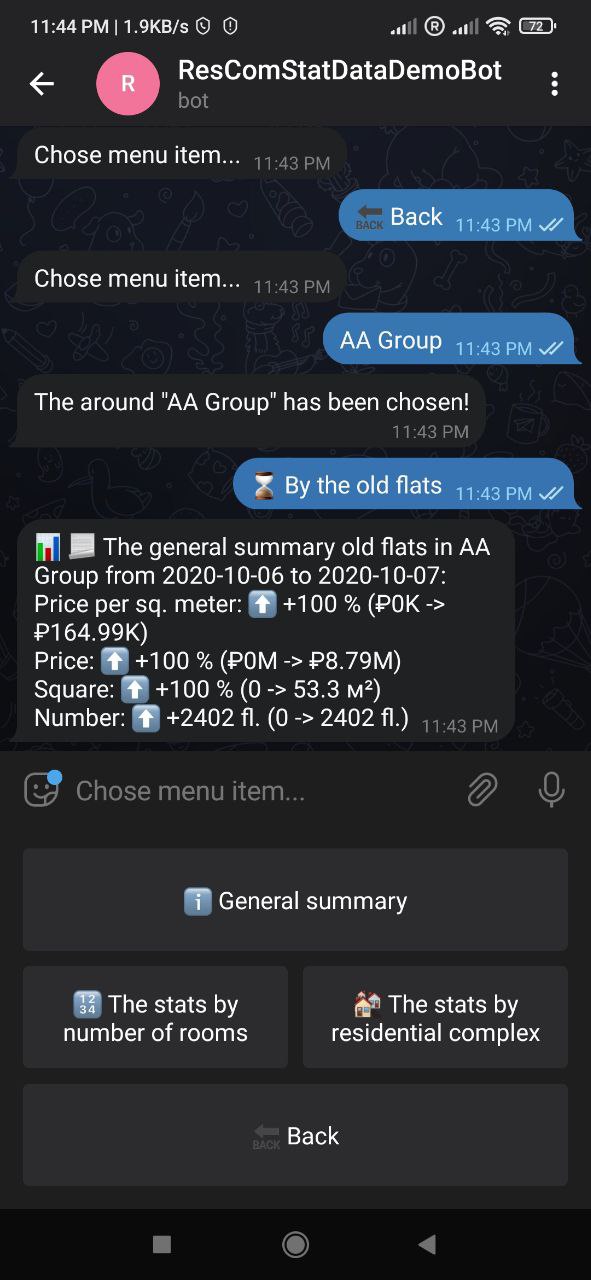 11:44 PM | 1.9KB/s
R
72
R
ResComStatDataDemoBot
bot
Chose menu item... 11:43 PM
BACK Back 11:43 PM
Chose menu item... 11:43 PM
AA Group 11:43 PM
The around "AA Group" has been chosen!
11:43 PM
⏳ By the old flats 11:43 PM
📊 📃 The general summary old flats in AA
Group from 2020-10-06 to 2020-10-07:
Price per sq. meter: ⬆️ +100 % (₽0K ->
₽164.99K)
Price: ⬆️ +100 % (₽0M -> ₽8.79M)
Square: ⬆️ +100 % (0 -> 53.3 м²)
Number: ⬆️ +2402 fl. (0 -> 2402 fl.) 11:43 PM
Chose menu item...
ℹ️ General summary
🔢 The stats by
number of rooms
🏘️ The stats by
residential complex
BACK Back